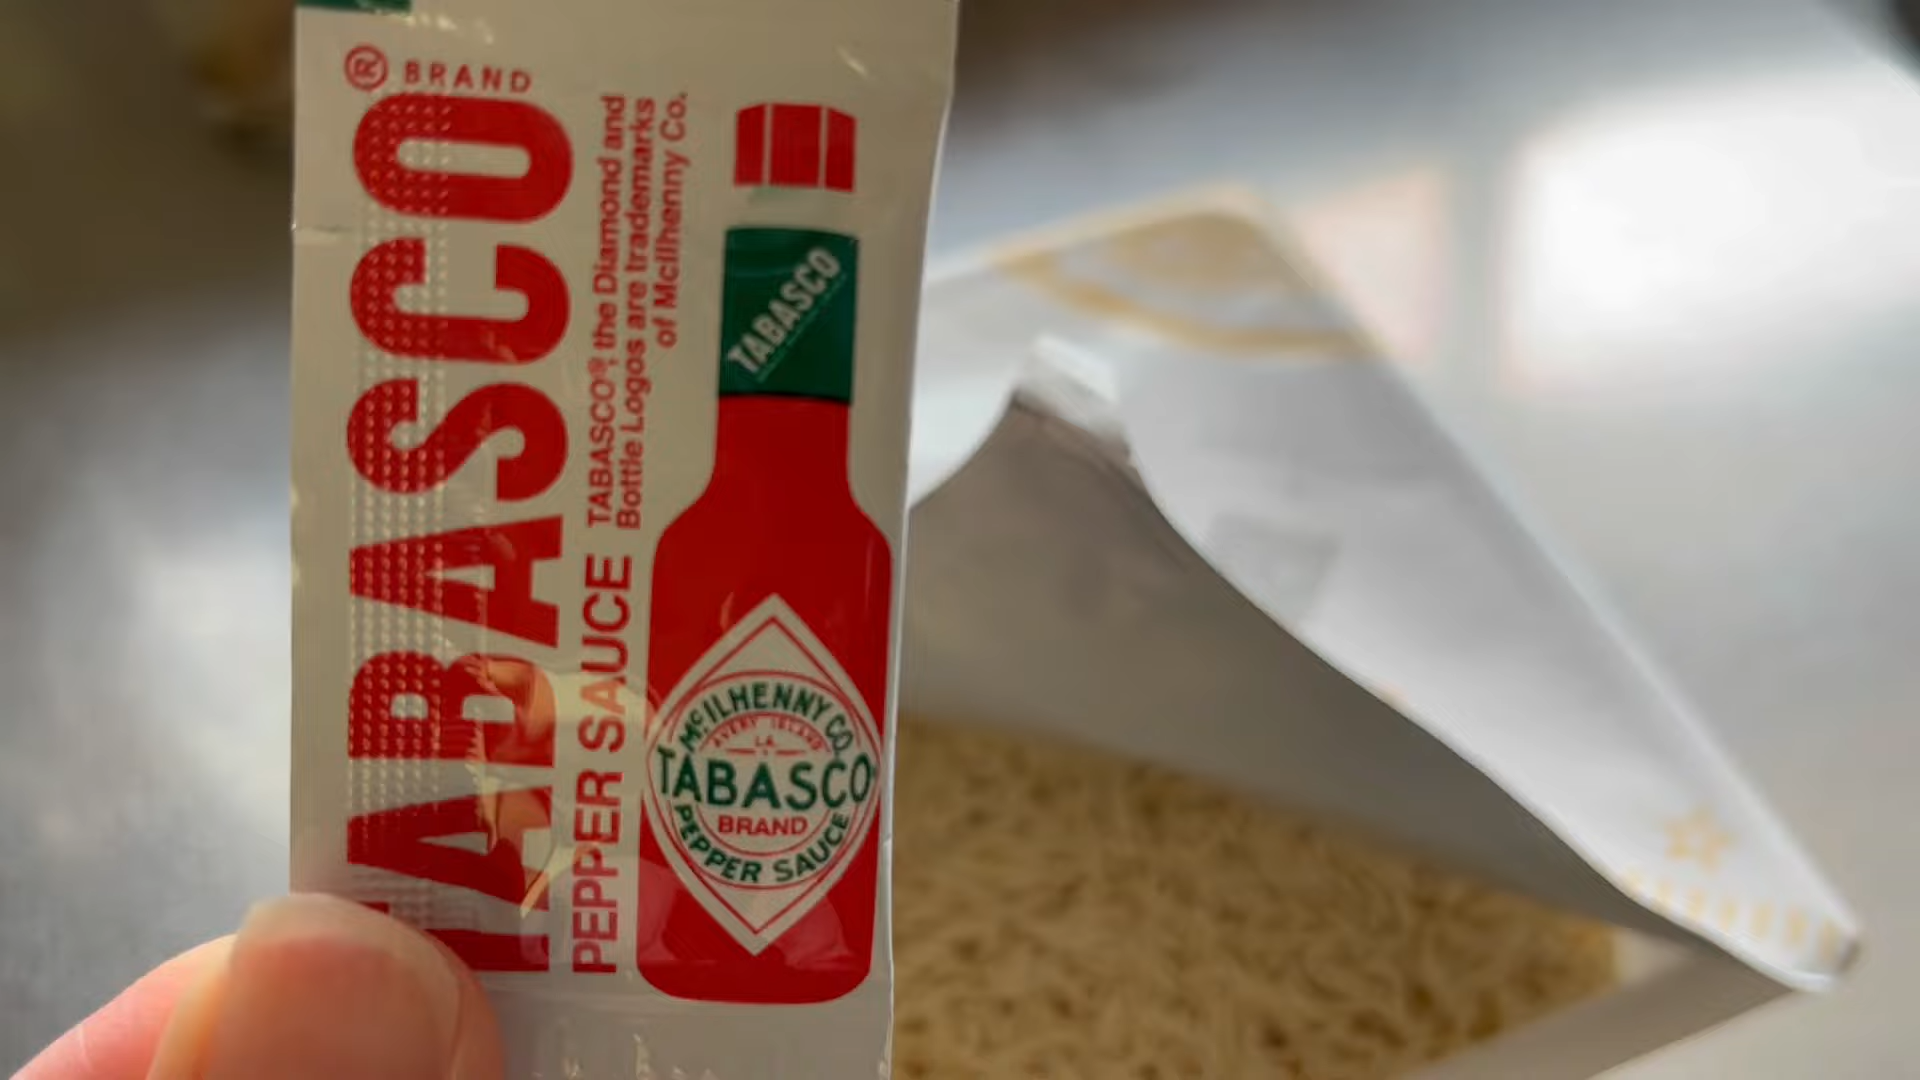 TABASCO® BRAND
PEPPER SAUCE
TABASCO®, the Diamond and
Bottle Logos are trademarks
of McIlhenny Co.
TABASCO
McILHENNY CO.
AVERY ISLAND
LA.
TABASCO
BRAND
PEPPER SAUCE